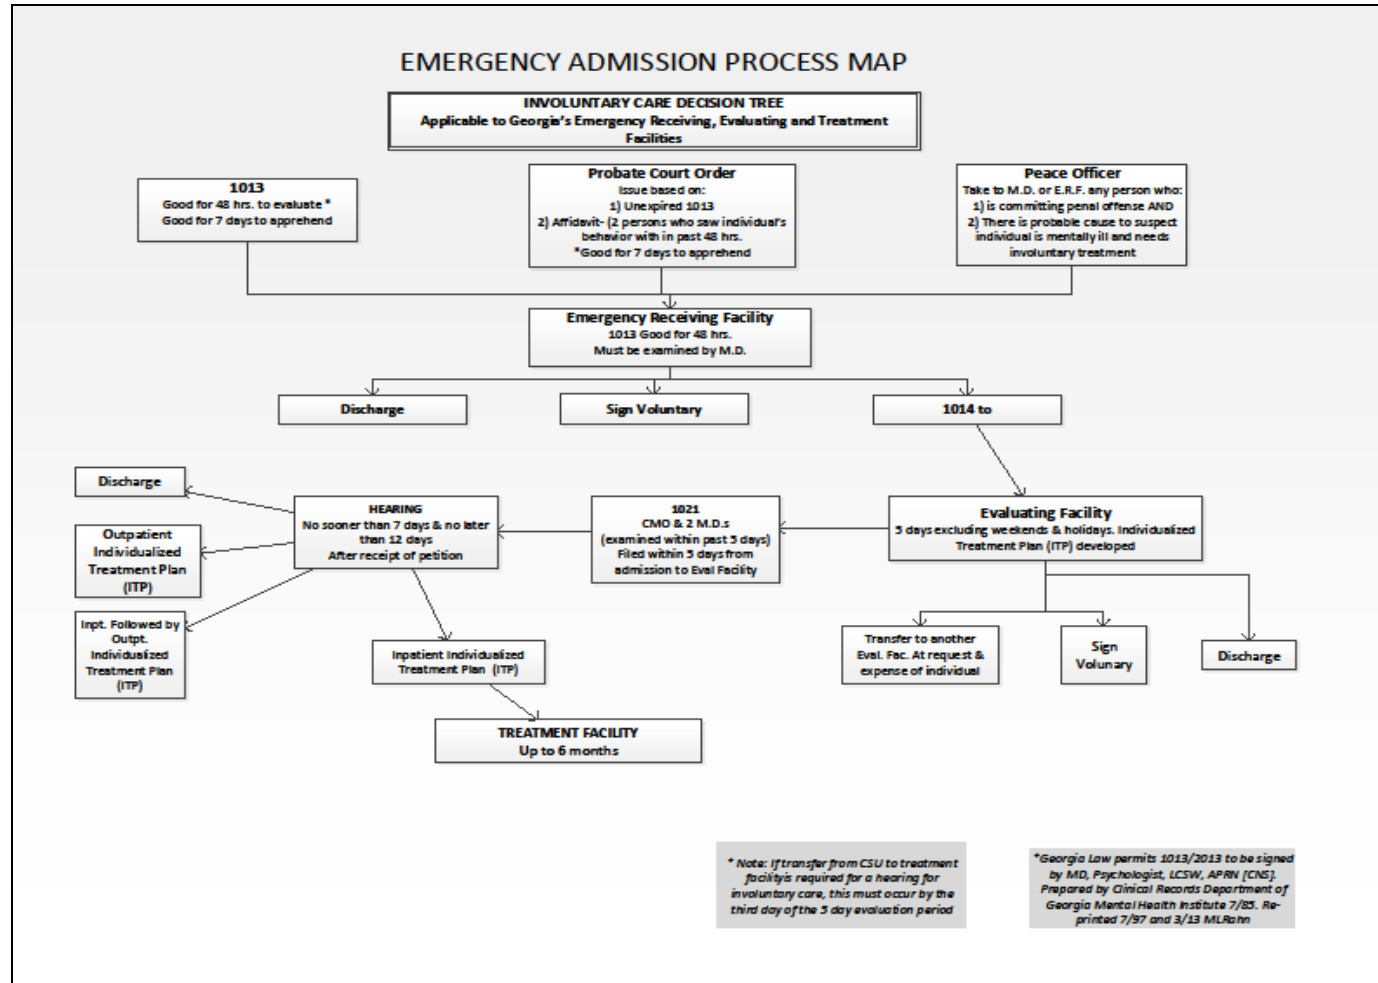 EMERGENCY ADMISSION PROCESS MAP
INVOLUNTARY CARE DECISION TREE
Applicable to Georgia's Emergency Receiving, Evaluating and Treatment
Facilities
1013
Good for 48 hrs. to evaluate *
Good for 7 days to apprehend
Probate Court Order
Issue based on:
1) Unexpired 1013
2) Affidavit- (2 persons who saw individual's
behavior with in past 48 hrs.
*Good for 7 days to apprehend
Peace Officer
Take to M.D. or E.R.F. any person who:
1) is committing penal offense AND
2) There is probable cause to suspect
individual is mentally ill and needs
involuntary treatment
Emergency Receiving Facility
1013 Good for 48 hrs.
Must be examined by M.D.
Discharge
Sign Voluntary
1014 to
Discharge
Outpatient
Individualized
Treatment Plan
(ITP)
Inpt. Followed by
Outpt.
Individualized
Treatment Plan
(ITP)
HEARING
No sooner than 7 days & no later
than 12 days
After receipt of petition
1021
CMO & 2 M.D.s
(examined within past 5 days)
Filed within 5 days from
admission to Eval Facility
Evaluating Facility
5 days excluding weekends & holidays. Individualized
Treatment Plan (ITP) developed
Inpatient Individualized
Treatment Plan (ITP)
Transfer to another
Eval. Fac. At request &
expense of individual
Sign
Volunary
Discharge
TREATMENT FACILITY
Up to 6 months
* Note: If transfer from CSU to treatment
facilityis required for a hearing for
involuntary care, this must occur by the
third day of the 5 day evaluation period
*Georgia Law permits 1013/2013 to be signed
by MD, Psychologist, LCSW, APRN [CNS].
Prepared by Clinical Records Department of
Georgia Mental Health Institute 7/85. Re-
printed 7/97 and 3/13 MLRahn